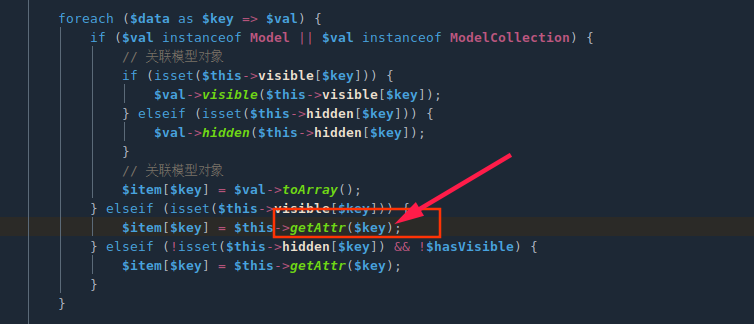 foreach ($data as $key => $val) {
if ($val instanceof Model || $val instanceof ModelCollection) {
// 关联模型对象
if (isset($this->visible[$key])) {
$val->visible($this->visible[$key]);
} elseif (isset($this->hidden[$key])) {
$val->hidden($this->hidden[$key]);
}
// 关联模型对象
$item[$key] = $val->toArray();
} elseif (isset($this->visible[$key])) {
$item[$key] = $this->getAttr($key);
} elseif (!isset($this->hidden[$key]) && !$hasVisible) {
$item[$key] = $this->getAttr($key);
}
}